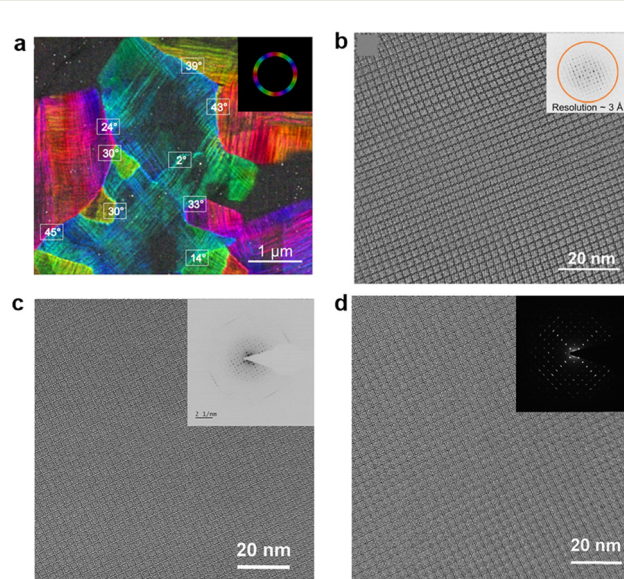 a
39°
43°
24°
30°
2°
30°
33°
45°
14°
1 μm
b
Resolution ~ 3 Å
20 nm
c
2 1/nm
20 nm
d
20 nm